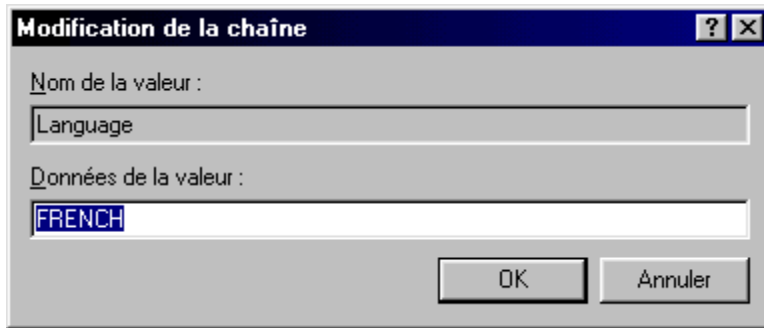 Modification de la chaîne
Nom de la valeur :
Language
Données de la valeur :
FRENCH
OK Annuler